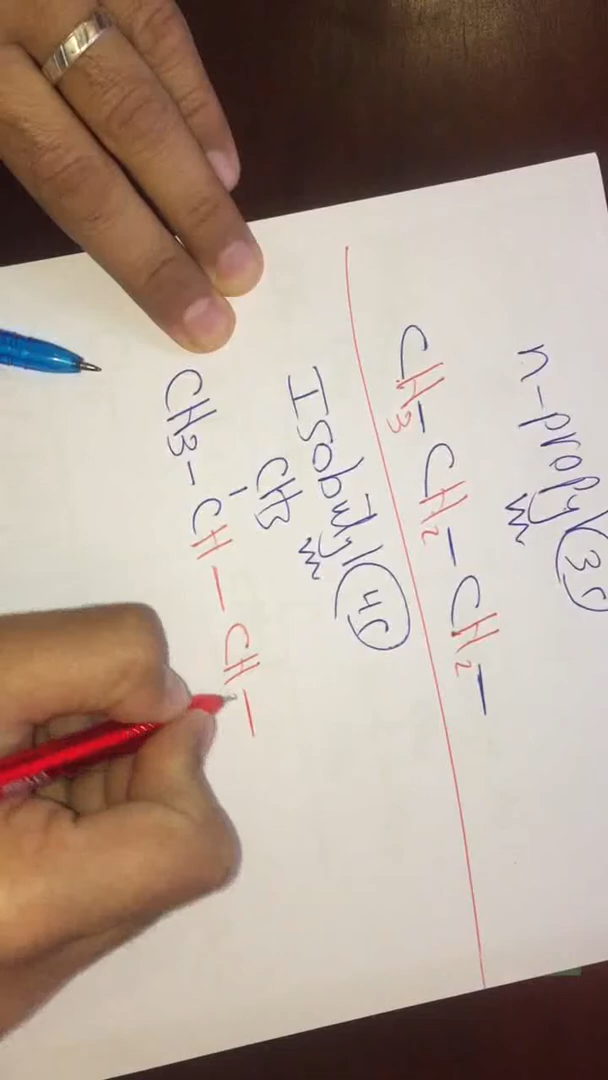 n-propyl 3C
CH3-CH2-CH2-
Isobutyl 4C
CH3
CH3-CH-CH-